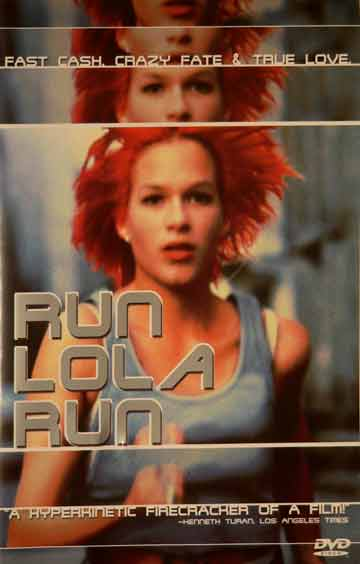 FAST CASH, CRAZY FATE & TRUE LOVE.
RUN
LOLA
RUN
"A HYPERKINETIC FIRECRACKER OF A FILM!"
–KENNETH TURAN, LOS ANGELES TIMES
DVD
VIDEO